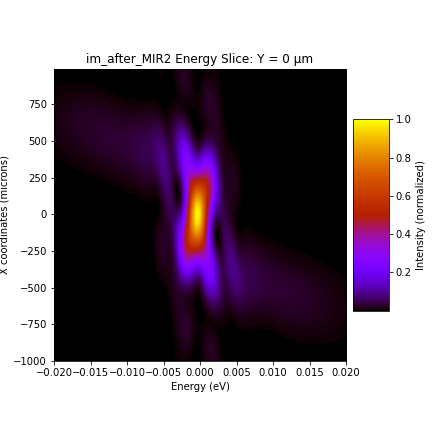 im_after_MIR2 Energy Slice: Y = 0 μm
750
500
250
0
−250
−500
−750
−1000
X coordinates (microns)
−0.020 −0.015 −0.010 −0.005 0.000 0.005 0.010 0.015 0.020
Energy (eV)
1.0
0.8
0.6
0.4
0.2
Intensity (normalized)